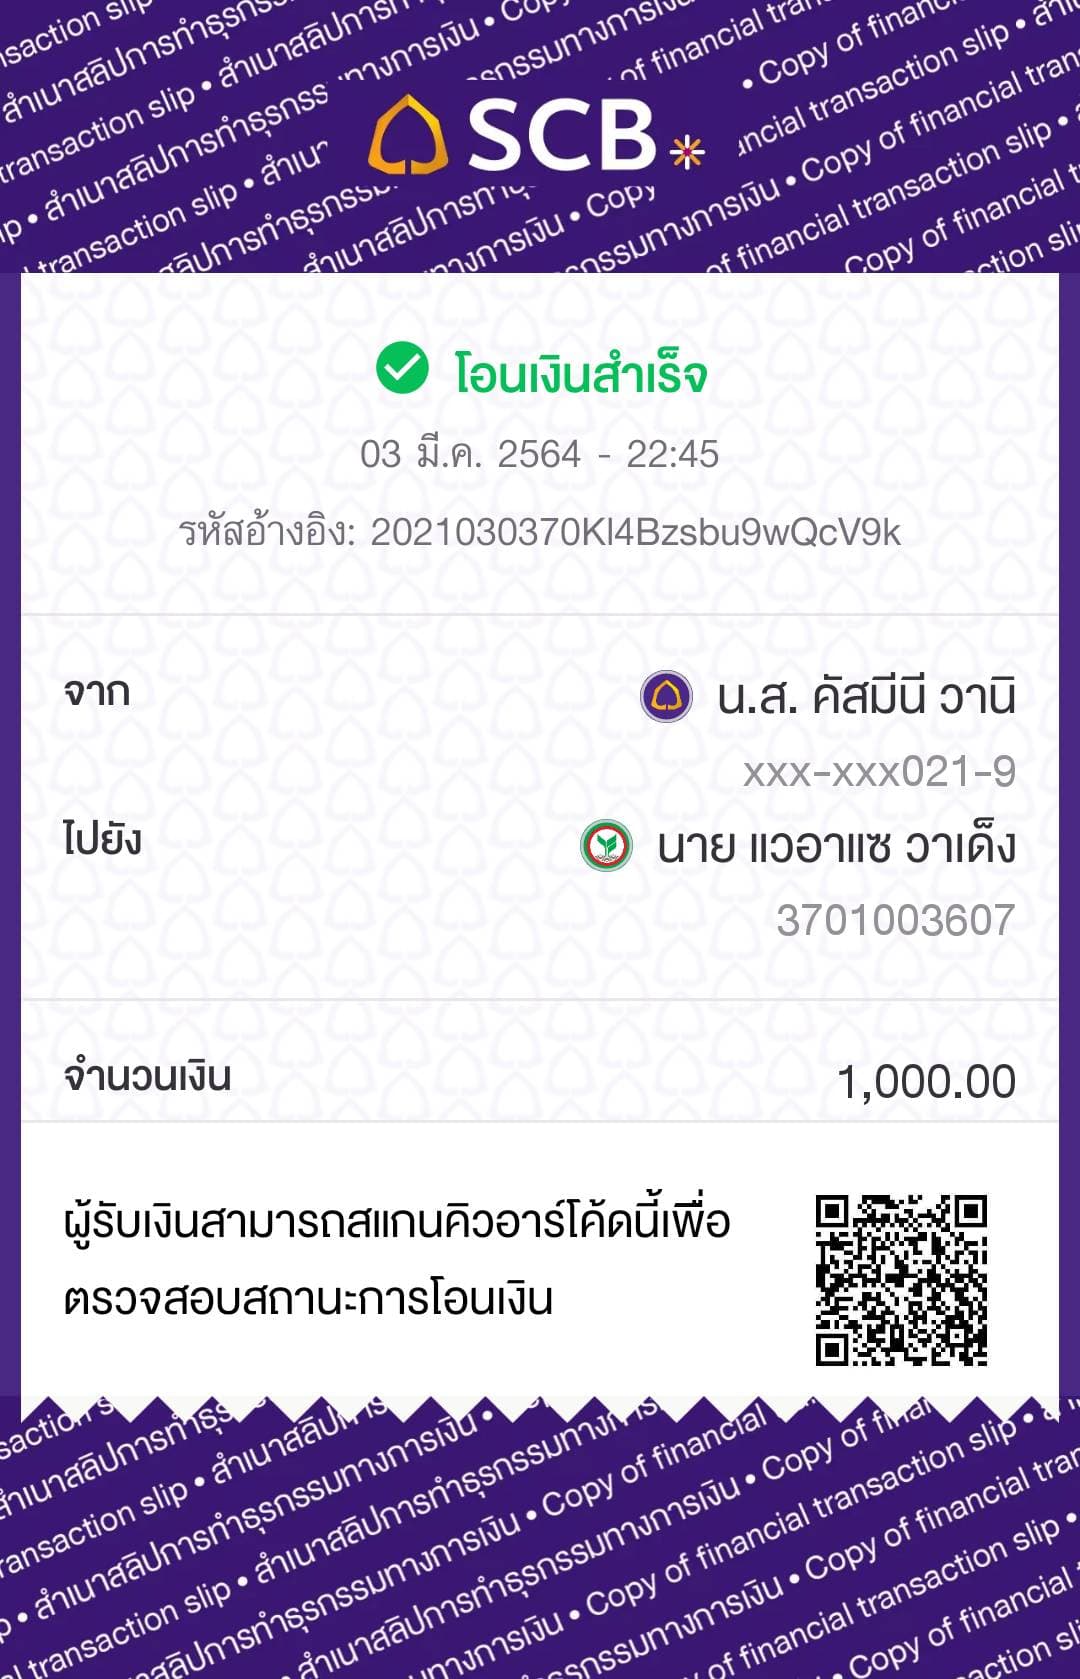 SCB
โอนเงินสำเร็จ
03 มี.ค. 2564 - 22:45
รหัสอ้างอิง: 2021030370Kl4Bzsbu9wQcV9k
จาก
น.ส. คัสมีนี วานิ
xxx-xxx021-9
ไปยัง
นาย แวอาแซ วาเด็ง
3701003607
จำนวนเงิน
1,000.00
ผู้รับเงินสามารถสแกนคิวอาร์โค้ดนี้เพื่อ
ตรวจสอบสถานะการโอนเงิน
สำเนาสลิปการทำธุรกรรมทางการเงิน • Copy of financial transaction slip